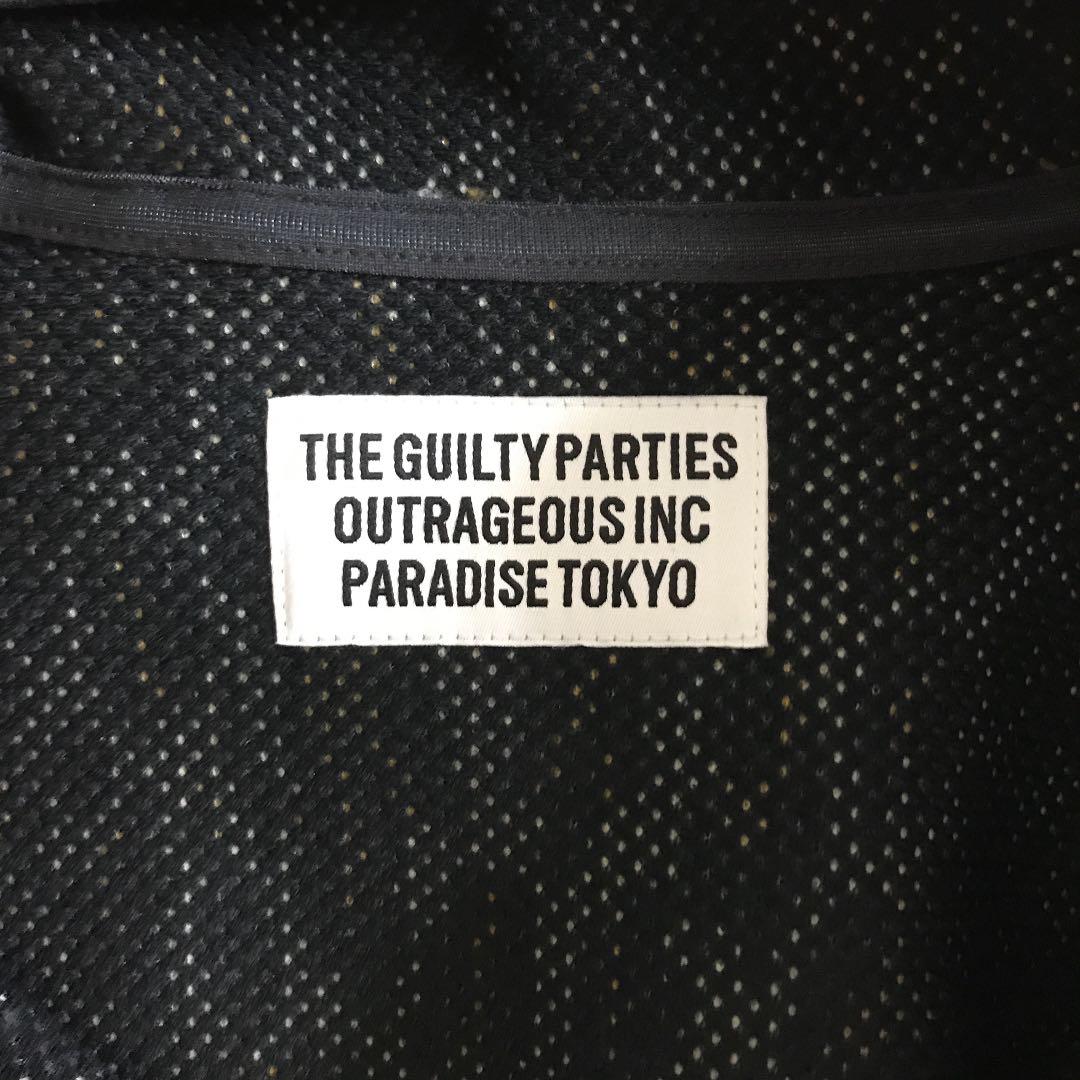 THE GUILTY PARTIES
OUTRAGEOUS INC
PARADISE TOKYO